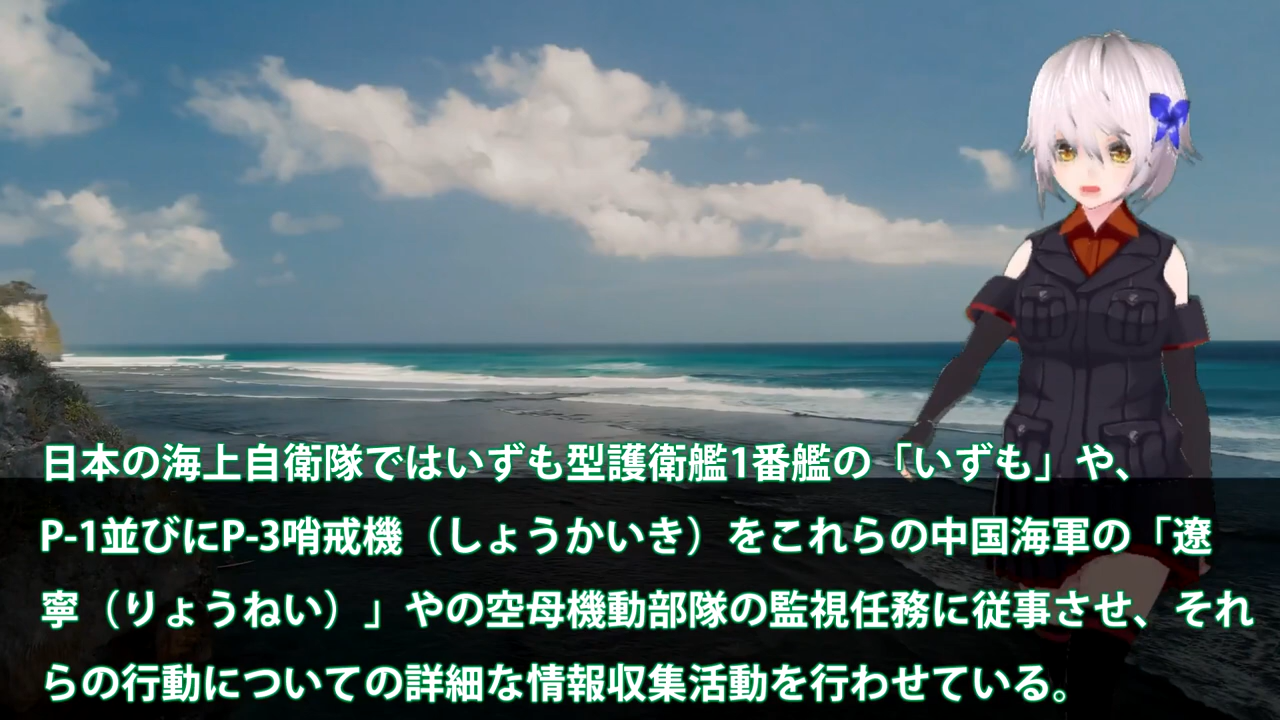 日本の海上自衛隊ではいずも型護衛艦1番艦の「いずも」や、
P-1並びにP-3哨戒機（しょうかいき）をこれらの中国海軍の「遼
寧（りょうねい）」やの空母機動部隊の監視任務に従事させ、それ
らの行動についての詳細な情報収集活動を行わせている。